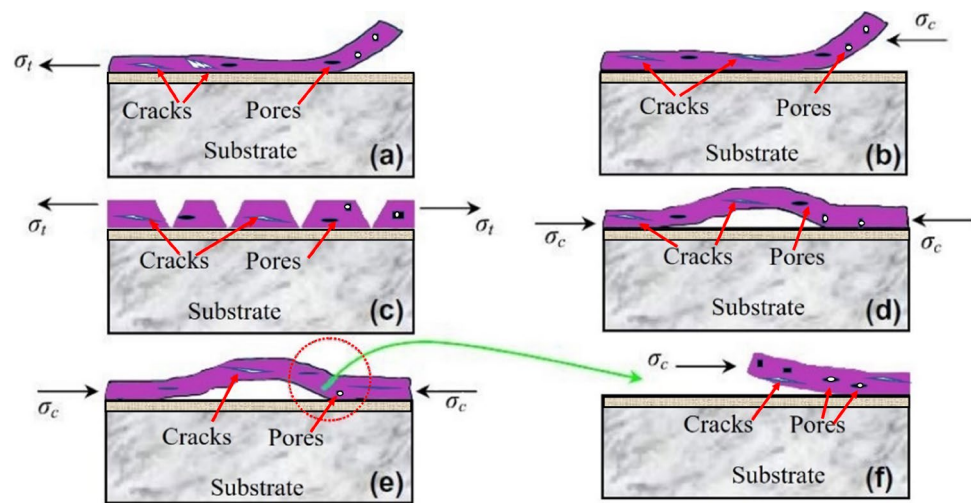 σt
Cracks Pores
Substrate
(a)
σc
Cracks Pores
Substrate
(b)
σt σt
Cracks Pores
Substrate
(c)
σc σc
Cracks Pores
Substrate
(d)
σc σc
Cracks Pores
Substrate
(e)
σc
Cracks Pores
Substrate
(f)